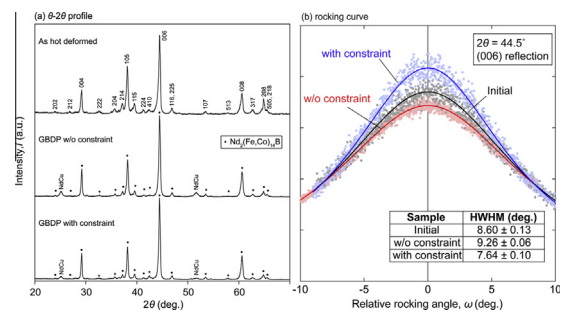 (a) θ-2θ profile
As hot deformed
006
105
004
008
202
212
222
204
214
115
224
410
116, 225
107
513
317
208
505, 218
GBDP w/o constraint
• Nd₂(Fe,Co)₁₄B
NdCu
NdCu
GBDP with constraint
NdCu
NdCu
Intensity, I (a.u.)
20 30 40 50 60
2θ (deg.)
(b) rocking curve
2θ = 44.5°
(006) reflection
with constraint
w/o constraint
Initial
Sample HWHM (deg.)
Initial 8.60 ± 0.13
w/o constraint 9.26 ± 0.06
with constraint 7.64 ± 0.10
-10 -5 0 5 10
Relative rocking angle, ω (deg.)